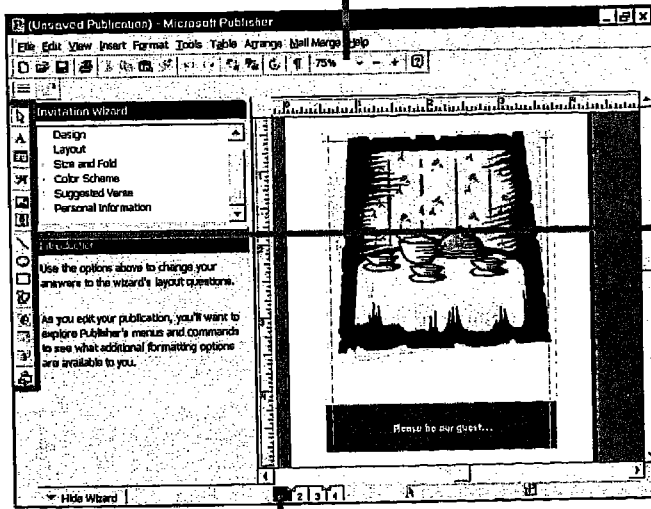 (Unsaved Publication) - Microsoft Publisher
File Edit View Insert Format Tools Table Arrange Mail Merge Help
75%
Invitation Wizard
Design
Layout
Size and Fold
Color Scheme
Suggested Verse
Personal Information
Introduction
Use the options above to change your
answers to the wizard's layout questions.
As you edit your publication, you'll want to
explore Publisher's menus and commands
to see what additional formatting options
are available to you.
Please be our guest...
Hide Wizard
2 3 4